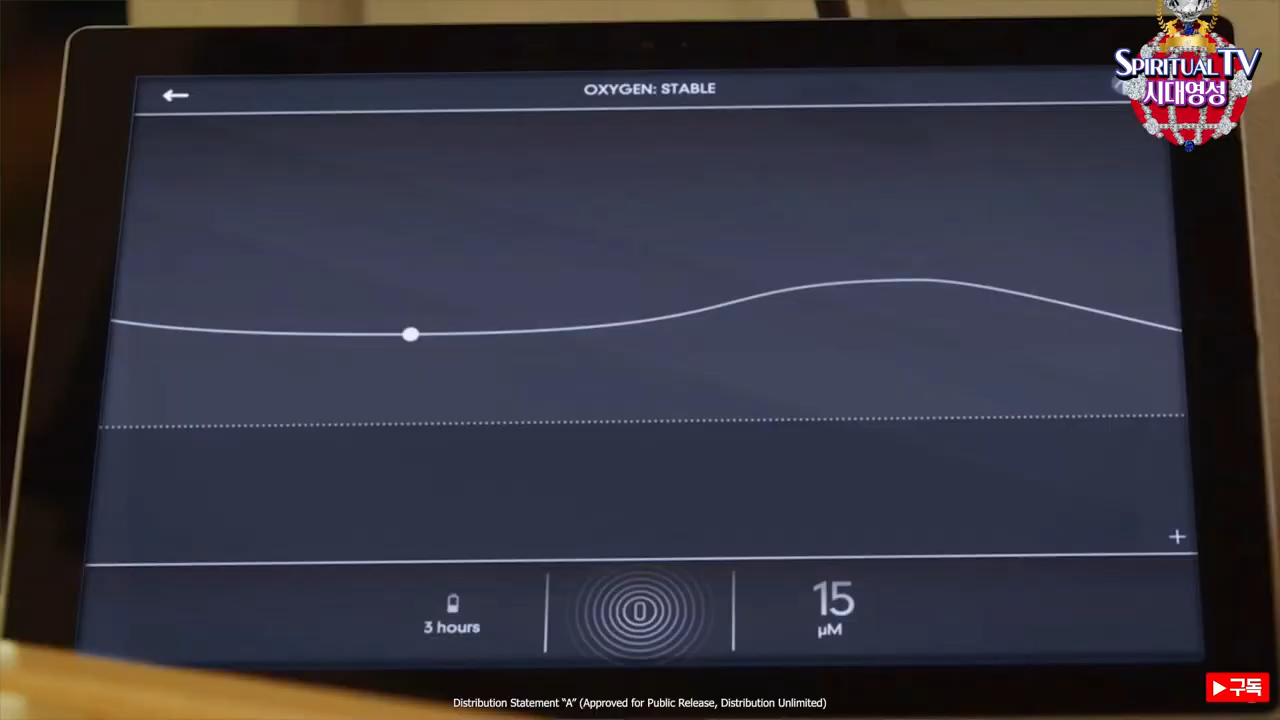 OXYGEN: STABLE
SPIRITUAL TV
시대영성
3 hours
15
µM
구독
Distribution Statement “A” (Approved for Public Release, Distribution Unlimited)